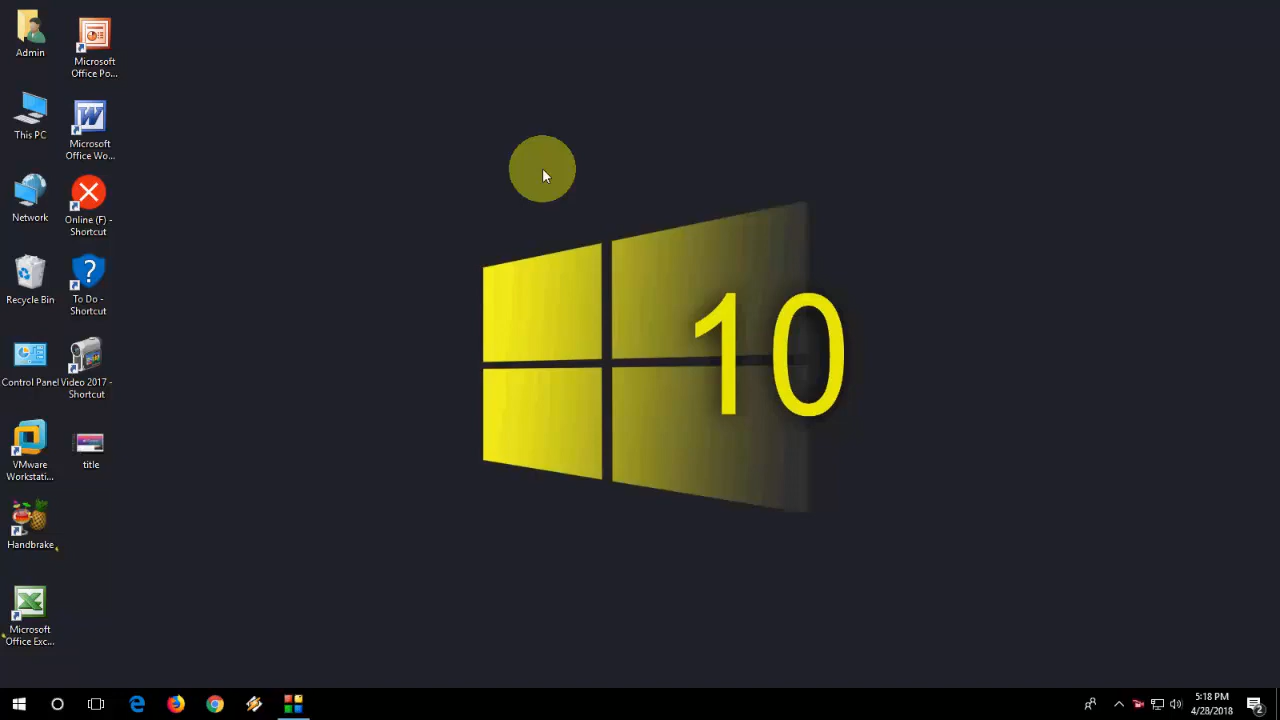 Admin
Microsoft
Office Po...
This PC
Microsoft
Office Wo...
Network
Online (F) -
Shortcut
Recycle Bin
To Do -
Shortcut
Control Panel
Video 2017 -
Shortcut
VMware
Workstati...
title
Handbrake
Microsoft
Office Exc...
10
5:18 PM
4/28/2018
2